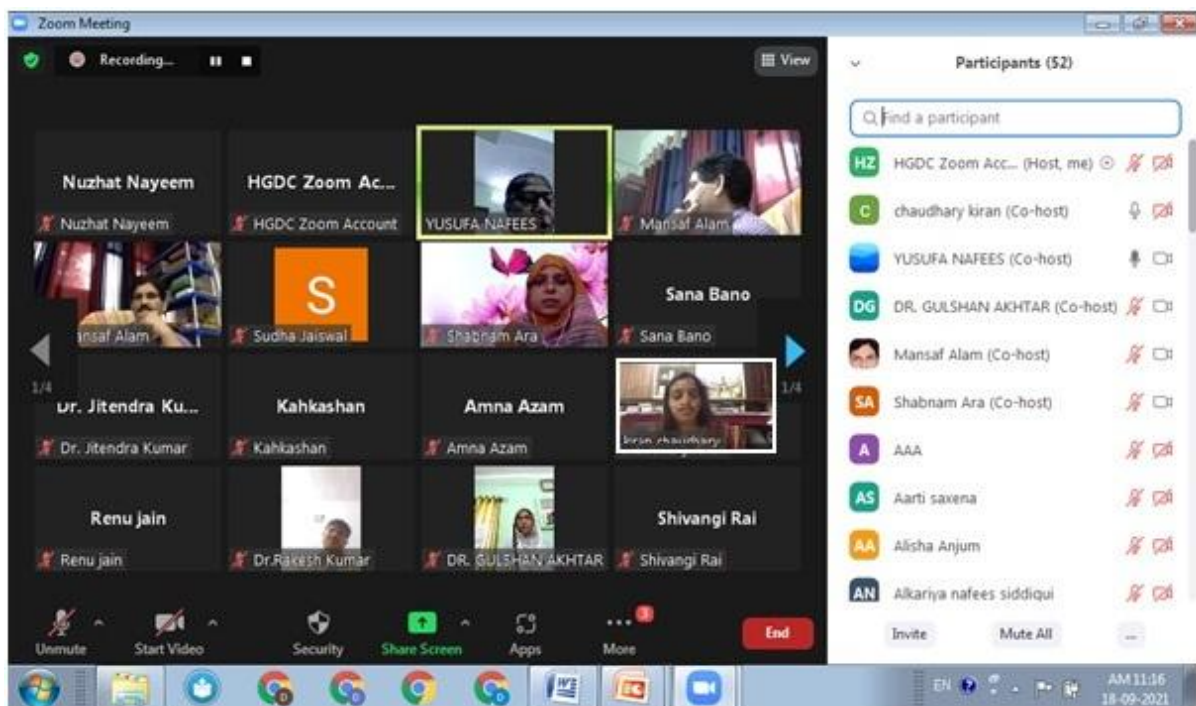 Zoom Meeting
Recording...
View
Nuzhat Nayeem
HGDC Zoom Ac...
Nuzhat Nayeem
HGDC Zoom Account
YUSUFA NAFEES
Mansaf Alam
S
Sana Bano
ansaf Alam
Sudha Jaiswal
Shabnam Ara
Sana Bano
1/4
1/4
Dr. Jitendra Ku...
Kahkashan
Amna Azam
Dr. Jitendra Kumar
Kahkashan
Amna Azam
kiran chaudhary
Renu jain
Shivangi Rai
Renu jain
Dr.Rakesh Kumar
DR. GULSHAN AKHTAR
Shivangi Rai
Unmute
Start Video
Security
Share Screen
Apps
3
More
End
Participants (52)
Find a participant
HZ HGDC Zoom Acc... (Host, me)
C chaudhary kiran (Co-host)
YUSUFA NAFEES (Co-host)
DG DR. GULSHAN AKHTAR (Co-host)
Mansaf Alam (Co-host)
SA Shabnam Ara (Co-host)
A AAA
AS Aarti saxena
AA Alisha Anjum
AN Alkariya nafees siddiqui
Invite Mute All ...
EN
AM 11:16
18-09-2021